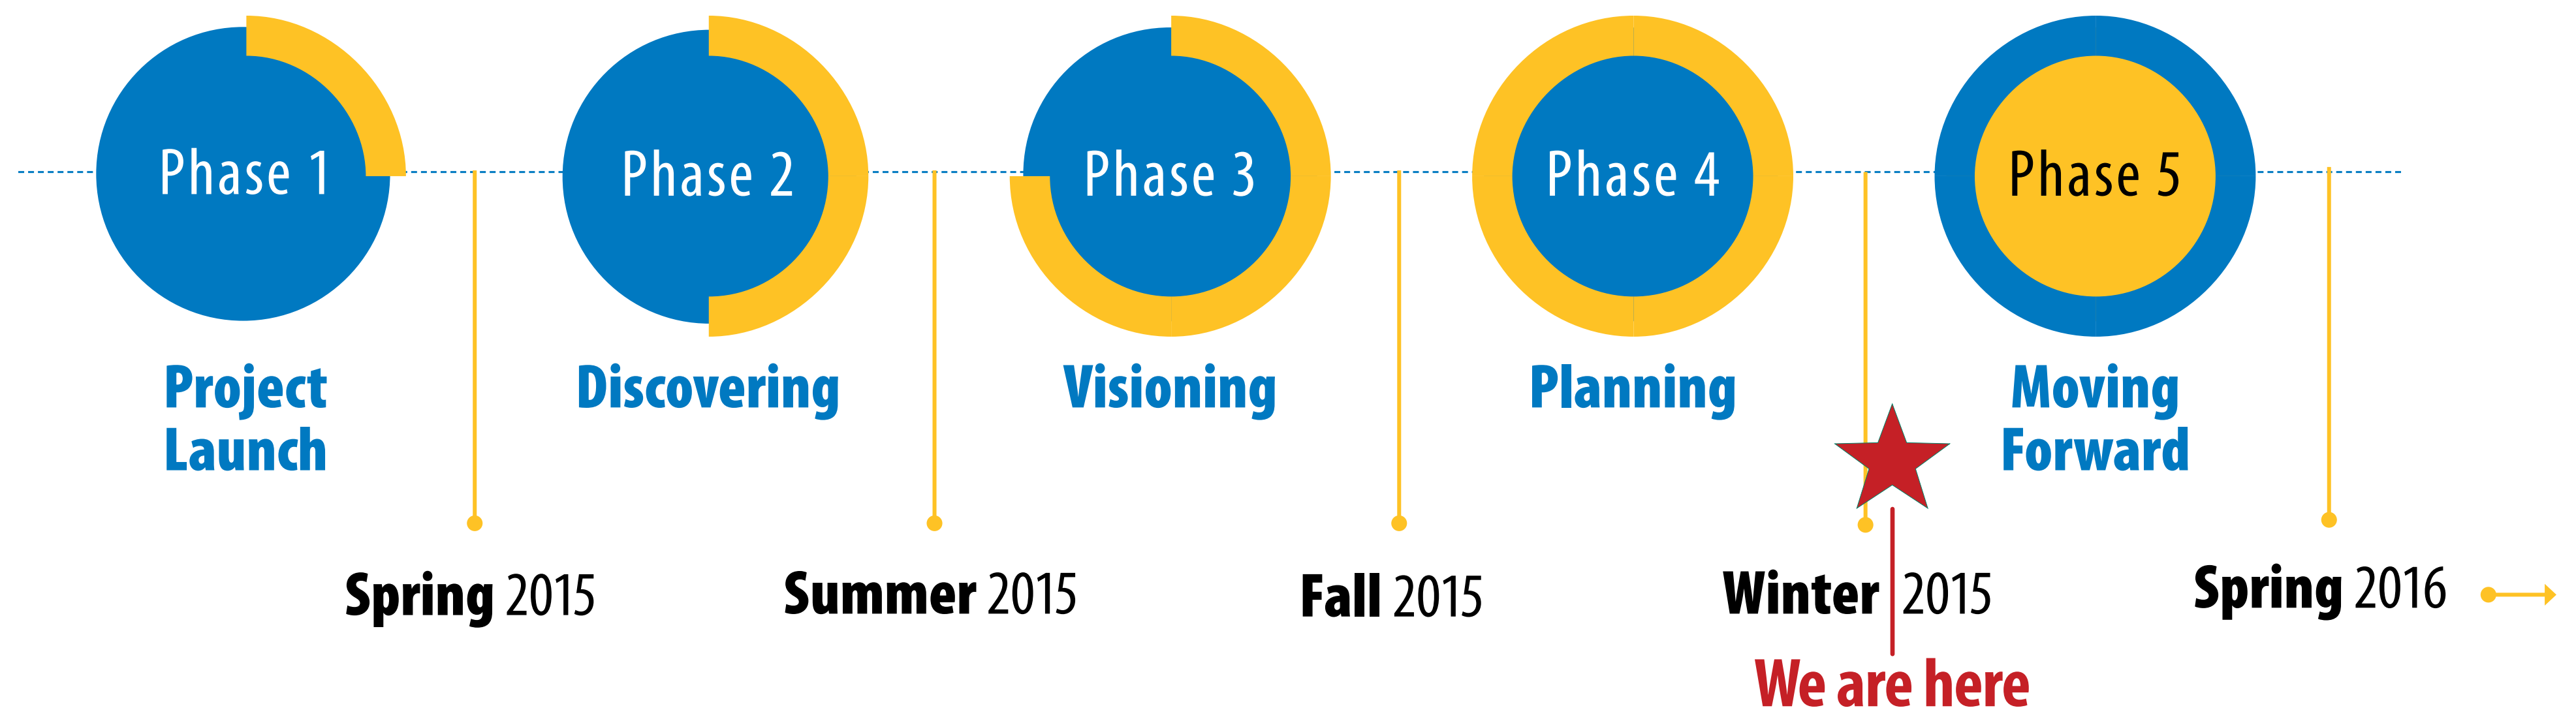 Phase 1
Phase 2
Phase 3
Phase 4
Phase 5
Project
Launch
Discovering
Visioning
Planning
Moving
Forward
Spring 2015
Summer 2015
Fall 2015
Winter 2015
Spring 2016
We are here